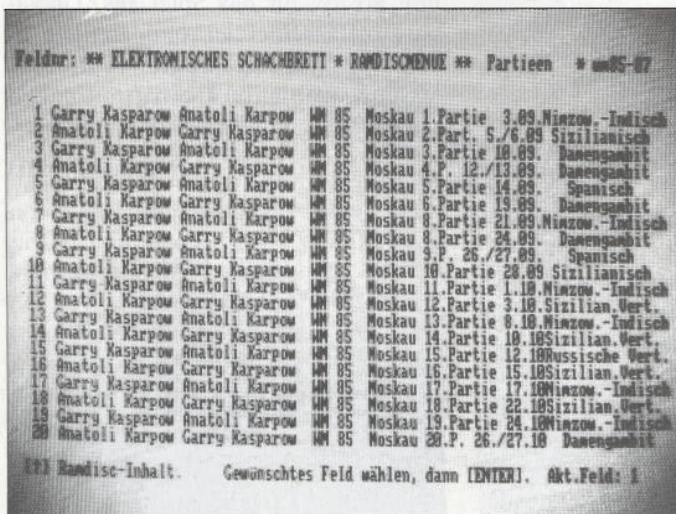 Feldnr: ** ELEKTRONISCHES SCHACHBRETT * RAMDISCMENUE ** Partieen * wm85-87
1 Garry Kasparow Anatoli Karpow WM 85 Moskau 1.Partie 3.09.Nimzow.-Indisch
2 Anatoli Karpow Garry Kasparow WM 85 Moskau 2.Part. 5./6.09 Sizilianisch
3 Garry Kasparow Anatoli Karpow WM 85 Moskau 3.Partie 10.09. Damengambit
4 Anatoli Karpow Garry Kasparow WM 85 Moskau 4.P. 12./13.09. Damengambit
5 Garry Kasparow Anatoli Karpow WM 85 Moskau 5.Partie 14.09. Spanisch
6 Anatoli Karpow Garry Kasparow WM 85 Moskau 6.Partie 19.09. Damengambit
7 Garry Kasparow Anatoli Karpow WM 85 Moskau 8.Partie 21.09.Nimzow.-Indisch
8 Anatoli Karpow Garry Kasparow WM 85 Moskau 8.Partie 24.09. Damengambit
9 Garry Kasparow Anatoli Karpow WM 85 Moskau 9.P. 26./27.09. Spanisch
10 Anatoli Karpow Garry Kasparow WM 85 Moskau 10.Partie 28.09 Sizilianisch
11 Garry Kasparow Anatoli Karpow WM 85 Moskau 11.Partie 1.10.Nimzow.-Indisch
12 Anatoli Karpow Garry Kasparow WM 85 Moskau 12.Partie 3.10.Sizilian.Vert.
13 Garry Kasparow Anatoli Karpow WM 85 Moskau 13.Partie 8.10.Nimzow.-Indisch
14 Anatoli Karpow Garry Kasparow WM 85 Moskau 14.Partie 10.10Sizilian.Vert.
15 Garry Kasparow Anatoli Karpow WM 85 Moskau 15.Partie 12.10Russische Vert.
16 Anatoli Karpow Garry Kasparow WM 85 Moskau 16.Partie 15.10Sizilian.Vert.
17 Garry Kasparow Anatoli Karpow WM 85 Moskau 17.Partie 17.10Nimzow.-Indisch
18 Anatoli Karpow Garry Kasparow WM 85 Moskau 18.Partie 22.10Sizilian.Vert.
19 Garry Kasparow Anatoli Karpow WM 85 Moskau 19.Partie 24.10Nimzow.-Indisch
20 Anatoli Karpow Garry Kasparow WM 85 Moskau 20.P. 26./27.10 Damengambit
[↑] Ramdisc-Inhalt. Gewünschtes Feld wählen, dann [ENTER]. Akt.Feld: 1